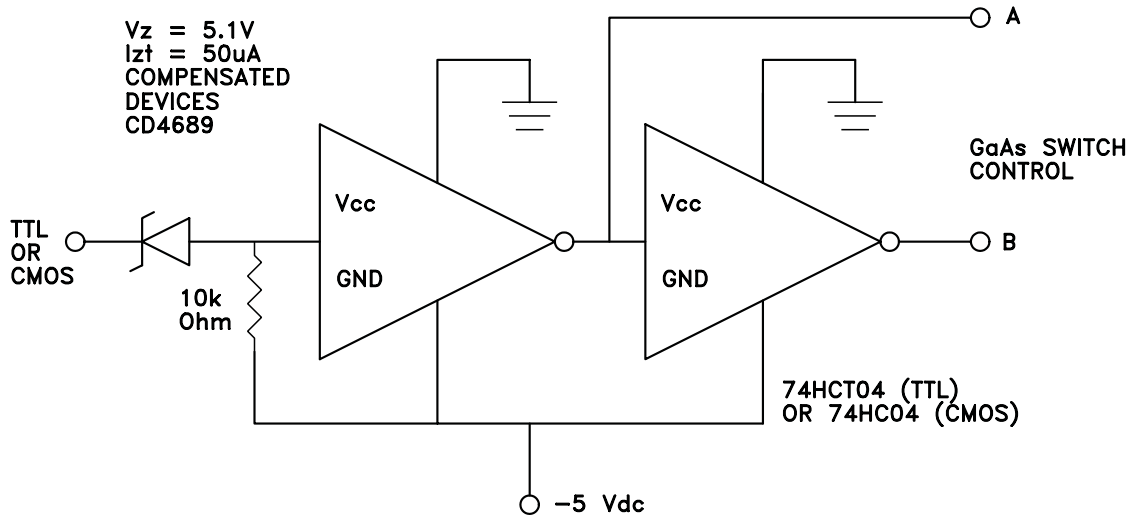 Vz = 5.1V
Izt = 50uA
COMPENSATED
DEVICES
CD4689
A
GaAs SWITCH
CONTROL
Vcc
Vcc
TTL
OR
CMOS
B
GND
GND
10k
Ohm
74HCT04 (TTL)
OR 74HC04 (CMOS)
-5 Vdc